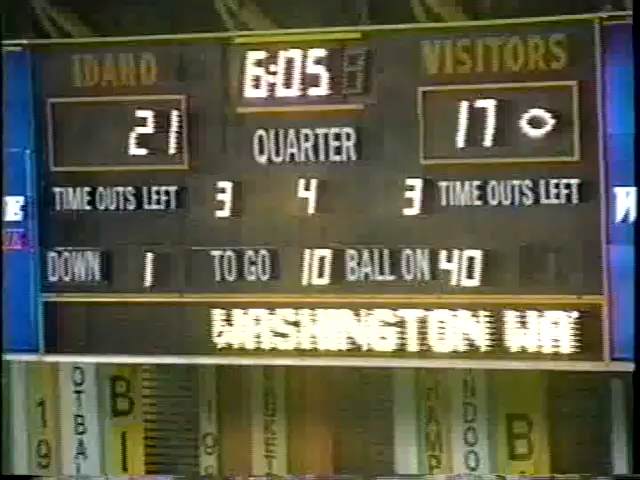 IDAHO 6:05 VISITORS
21 17
QUARTER
TIME OUTS LEFT 3 4 3 TIME OUTS LEFT
DOWN 1 TO GO 10 BALL ON 40
WASHINGTON WA
B
B
19